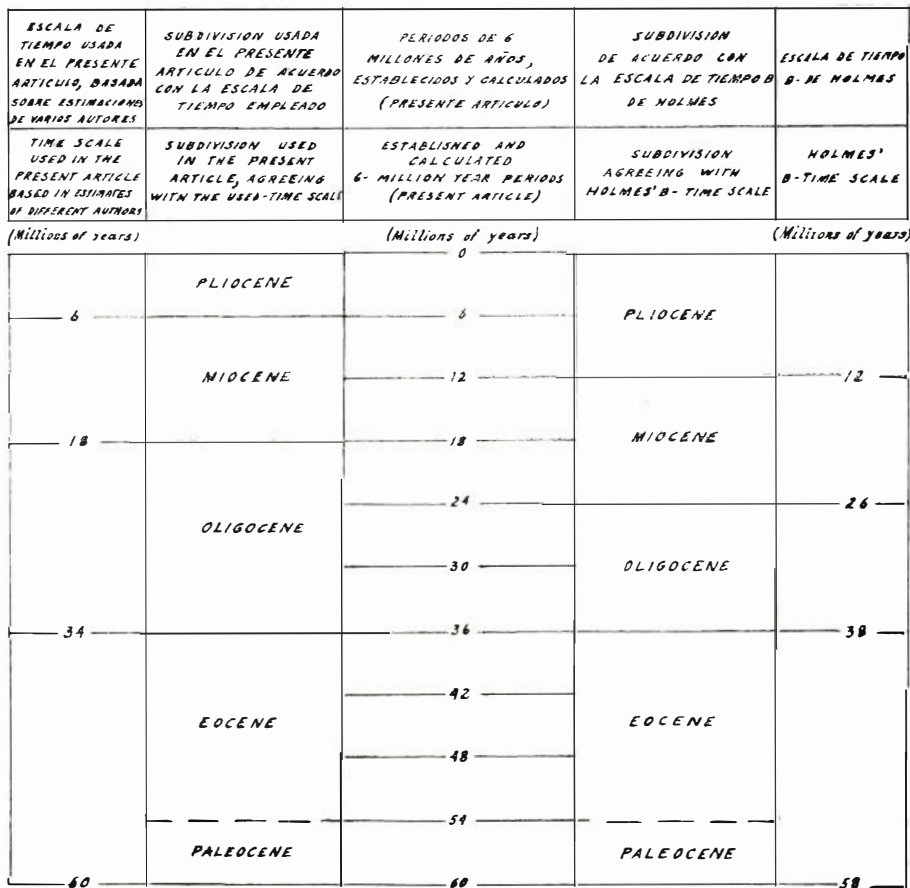 ESCALA DE
TIEMPO USADA
EN EL PRESENTE
ARTICULO, BASADA
SOBRE ESTIMACIONES
DE VARIOS AUTORES
SUBDIVISION USADA
EN EL PRESENTE
ARTICULO DE ACUERDO
CON LA ESCALA DE
TIEMPO EMPLEADO
PERIODOS DE 6
MILLONES DE AÑOS,
ESTABLECIDOS Y CALCULADOS
(PRESENTE ARTICULO)
SUBDIVISION
DE ACUERDO CON
LA ESCALA DE TIEMPO B
DE HOLMES
ESCALA DE TIEMPO
B-DE HOLMES
TIME SCALE
USED IN THE
PRESENT ARTICLE
BASED IN ESTIMATES
OF DIFFERENT AUTHORS
SUBDIVISION USED
IN THE PRESENT
ARTICLE, AGREEING
WITH THE USED-TIME SCALE
ESTABLISHED AND
CALCULATED
6-MILLION YEAR PERIODS
(PRESENT ARTICLE)
SUBDIVISION
AGREEING WITH
HOLMES' B-TIME SCALE
HOLMES'
B-TIME SCALE
(Millions of years)
(Millions of years)
(Millions of years)
0
PLIOCENE
6
6
PLIOCENE
MIOCENE
12
12
18
18
MIOCENE
24
26
OLIGOCENE
30
OLIGOCENE
34
36
38
42
EOCENE
EOCENE
48
54
PALEOCENE
PALEOCENE
60
60
58